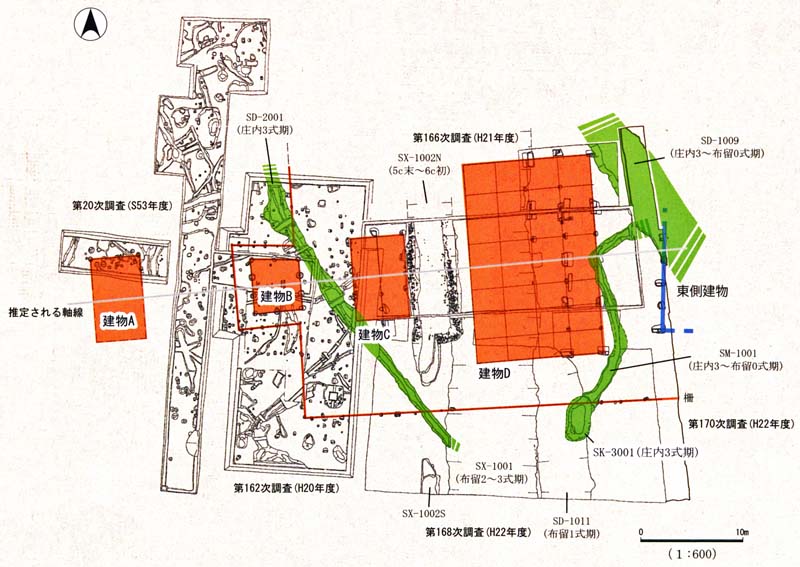 SD-2001
(庄内3式期)
第166次調査(H21年度)
SX-1002N
(5c末～6c初)
SD-1009
(庄内3～布留0式期)
第20次調査(S53年度)
推定される軸線
建物A
建物B
建物C
建物D
東側建物
SM-1001
(庄内3～布留0式期)
柵
第170次調査(H22年度)
SK-3001(庄内3式期)
SX-1001
(布留2～3式期)
第162次調査(H20年度)
SX-1002S
第168次調査(H22年度)
SD-1011
(布留1式期)
0 10m
(1:600)